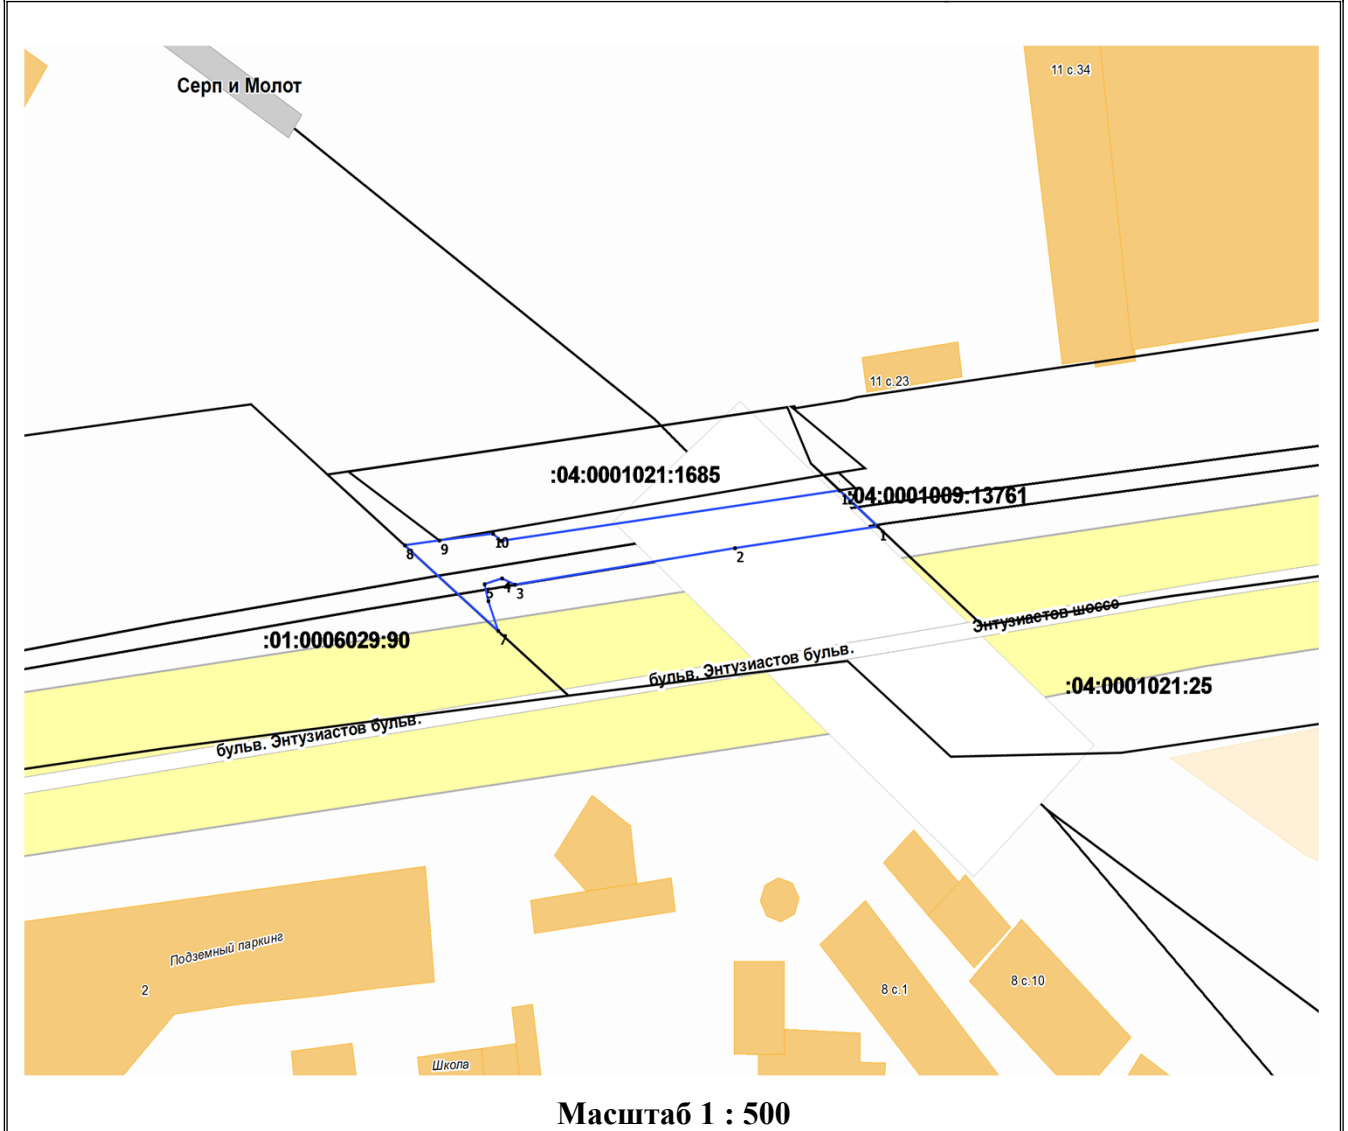 11 с.34
Серп и Молот
11 с.23
:04:0001021:1685
12
:04:0001009:13761
1
10
9
8
2
5
4
3
Энтузиастов шоссе
7
:01:0006029:90
бульв. Энтузиастов бульв.
:04:0001021:25
бульв. Энтузиастов бульв.
Подземный паркинг
2
8 с.1
8 с.10
Школа
Масштаб 1 : 500